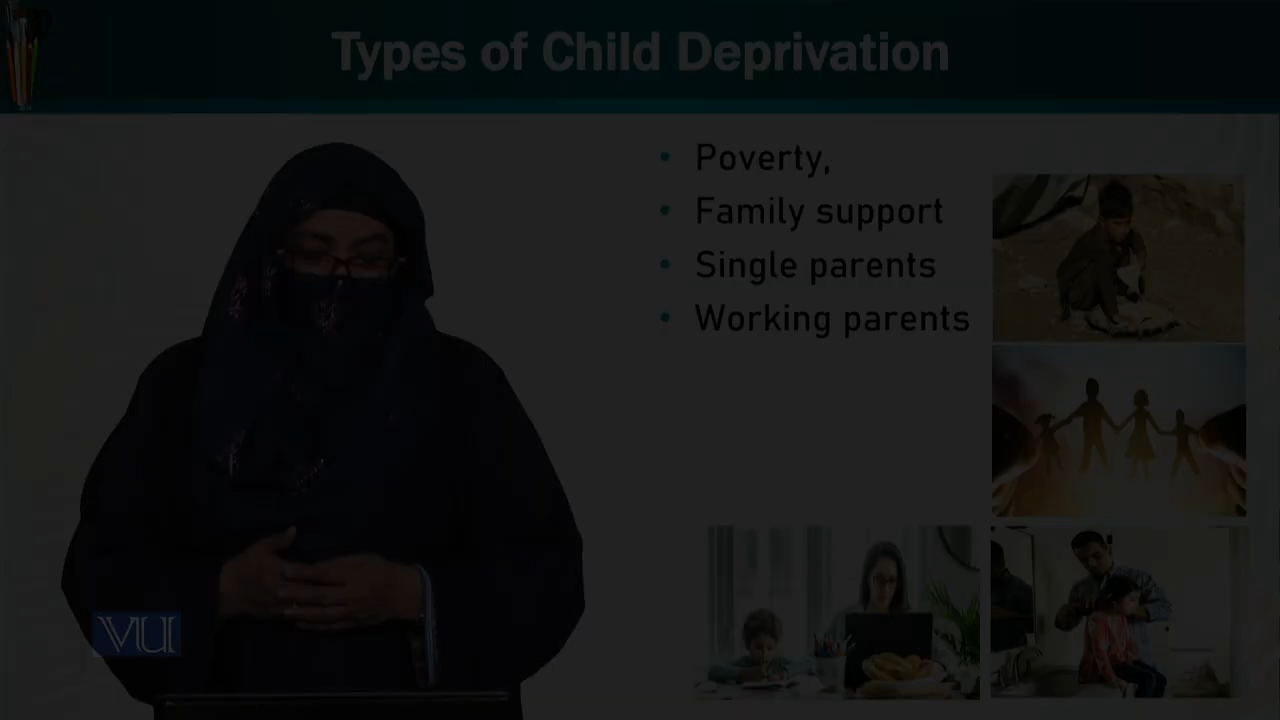 Types of Child Deprivation
Poverty,
Family support
Single parents
Working parents
VU